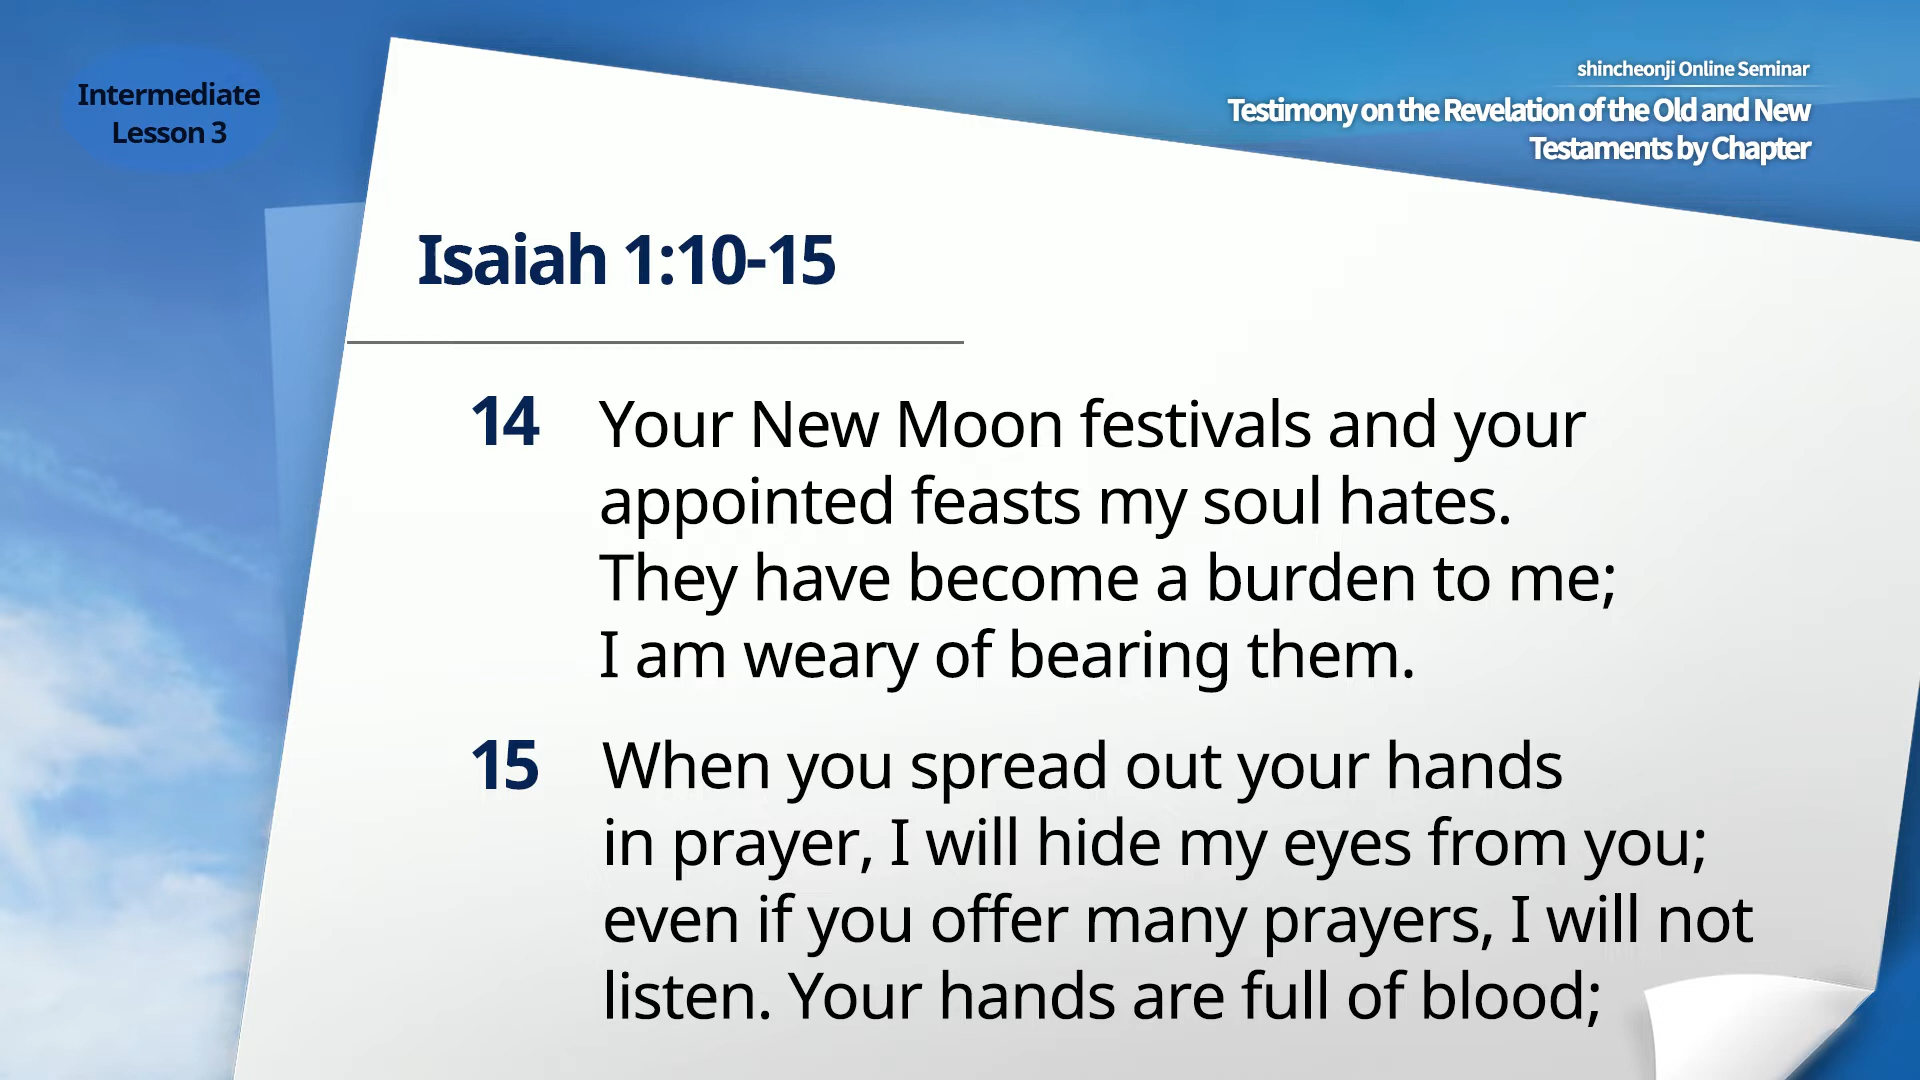 Intermediate
Lesson 3
shincheonji Online Seminar
Testimony on the Revelation of the Old and New
Testaments by Chapter
Isaiah 1:10-15
14 Your New Moon festivals and your
appointed feasts my soul hates.
They have become a burden to me;
I am weary of bearing them.
15 When you spread out your hands
in prayer, I will hide my eyes from you;
even if you offer many prayers, I will not
listen. Your hands are full of blood;